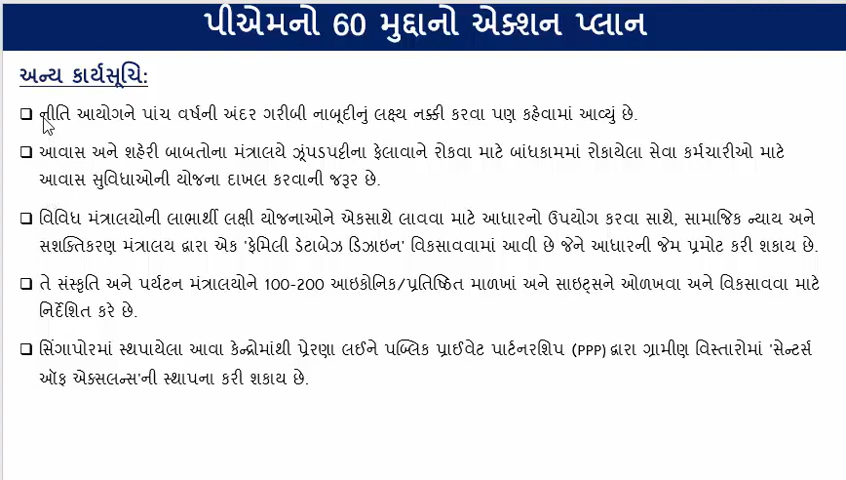 પીએમનો 60 મુદ્દાનો એક્શન પ્લાન
અન્ય કાર્યસૂચિ:
❑ નીતિ આયોગને પાંચ વર્ષની અંદર ગરીબી નાબૂદીનું લક્ષ્ય નક્કી કરવા પણ કહેવામાં આવ્યું છે.
❑ આવાસ અને શહેરી બાબતોના મંત્રાલયે ઝૂંપડપટ્ટીના ફેલાવાને રોકવા માટે બાંધકામમાં રોકાયેલા સેવા કર્મચારીઓ માટે
આવાસ સુવિધાઓની યોજના દાખલ કરવાની જરૂર છે.
❑ વિવિધ મંત્રાલયોની લાભાર્થી લક્ષી યોજનાઓને એકસાથે લાવવા માટે આધારનો ઉપયોગ કરવા સાથે, સામાજિક ન્યાય અને
સશક્તિકરણ મંત્રાલય દ્વારા એક 'ફેમિલી ડેટાબેઝ ડિઝાઇન' વિકસાવવામાં આવી છે જેને આધારની જેમ પ્રમોટ કરી શકાય છે.
❑ તે સંસ્કૃતિ અને પર્યટન મંત્રાલયોને 100-200 આઇકોનિક/પ્રતિષ્ઠિત માળખાં અને સાઇટ્સને ઓળખવા અને વિકસાવવા માટે
નિર્દેશિત કરે છે.
❑ સિંગાપોરમાં સ્થપાયેલા આવા કેન્દ્રોમાંથી પ્રેરણા લઈને પબ્લિક પ્રાઈવેટ પાર્ટનરશિપ (PPP) દ્વારા ગ્રામીણ વિસ્તારોમાં 'સેન્ટર્સ
ઑફ એક્સલન્સ'ની સ્થાપના કરી શકાય છે.